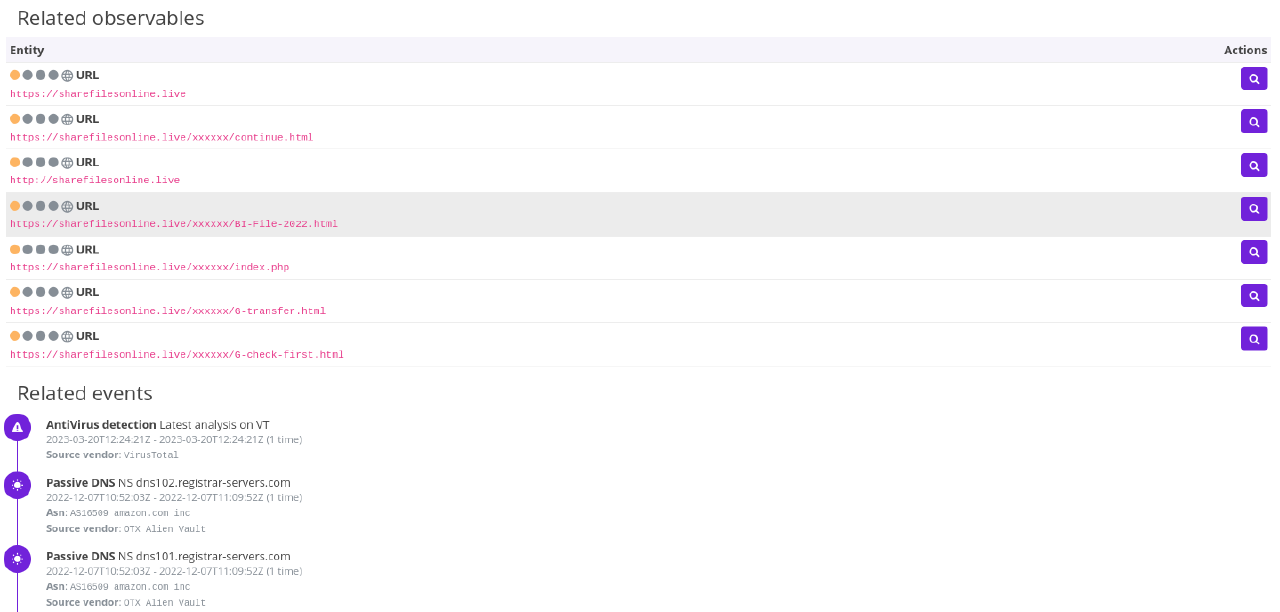 Related observables
Entity Actions
URL
https://sharefilesonline.live
URL
https://sharefilesonline.live/xxxxxx/continue.html
URL
http://sharefilesonline.live
URL
https://sharefilesonline.live/xxxxxx/BI-File-2022.html
URL
https://sharefilesonline.live/xxxxxx/index.php
URL
https://sharefilesonline.live/xxxxxx/G-transfer.html
URL
https://sharefilesonline.live/xxxxxx/G-check-first.html
Related events
AntiVirus detection Latest analysis on VT
2023-03-20T12:24:21Z - 2023-03-20T12:24:21Z (1 time)
Source vendor: VirusTotal
Passive DNS NS dns102.registrar-servers.com
2022-12-07T10:52:03Z - 2022-12-07T11:09:52Z (1 time)
Asn: AS16509 amazon.com inc
Source vendor: OTX Alien Vault
Passive DNS NS dns101.registrar-servers.com
2022-12-07T10:52:03Z - 2022-12-07T11:09:52Z (1 time)
Asn: AS16509 amazon.com inc
Source vendor: OTX Alien Vault